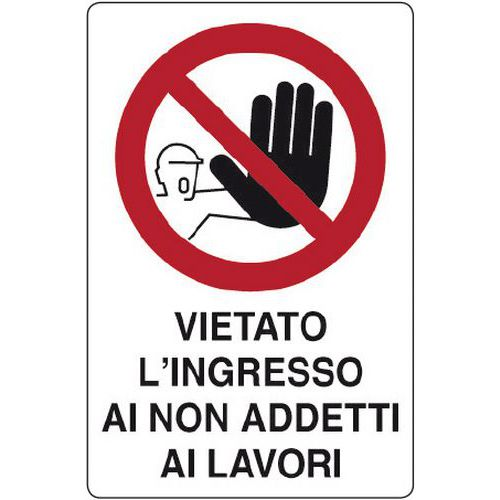 VIETATO
L'INGRESSO
AI NON ADDETTI
AI LAVORI